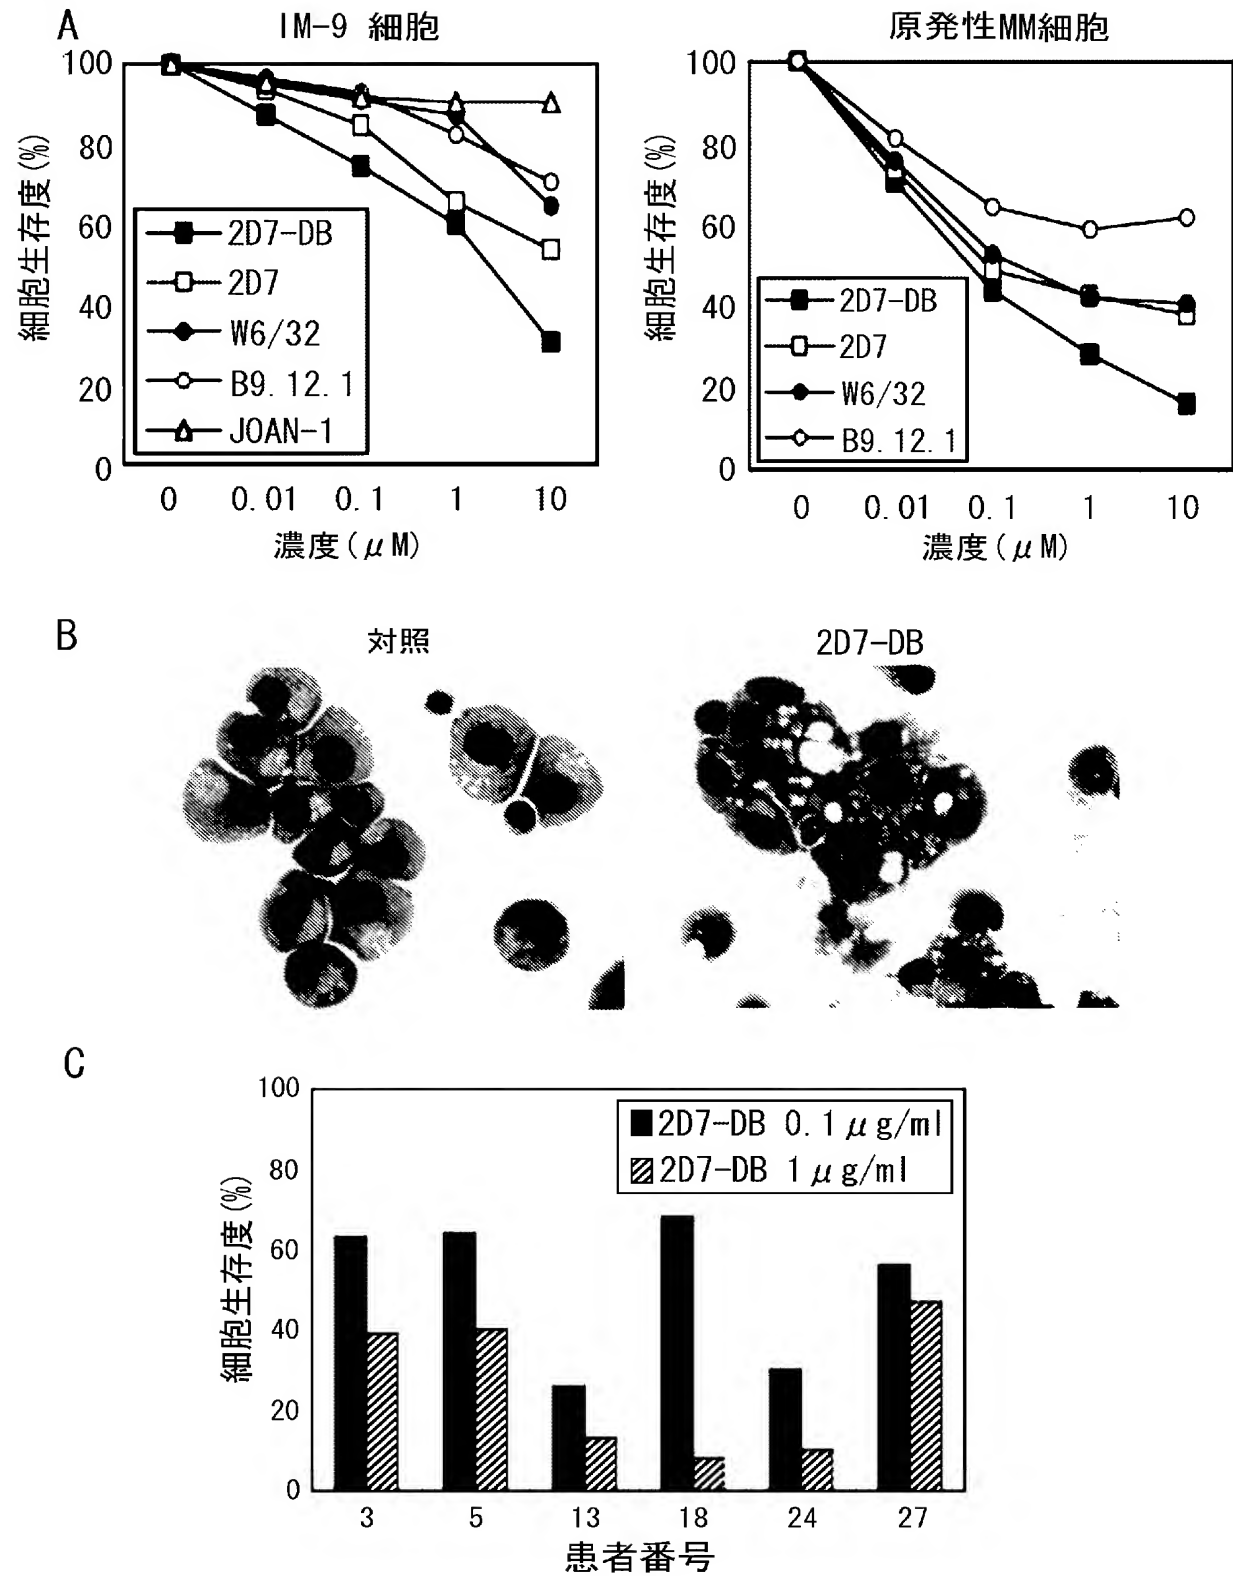 A
IM-9 細胞
原発性MM細胞
細胞生存度(%)
100
80
60
40
20
0
2D7-DB
2D7
W6/32
B9.12.1
JOAN-1
0 0.01 0.1 1 10
濃度(μM)
細胞生存度(%)
100
80
60
40
20
0
2D7-DB
2D7
W6/32
B9.12.1
0 0.01 0.1 1 10
濃度(μM)
B
対照
2D7-DB
C
細胞生存度(%)
100
80
60
40
20
0
2D7-DB 0.1μg/ml
2D7-DB 1μg/ml
3 5 13 18 24 27
患者番号